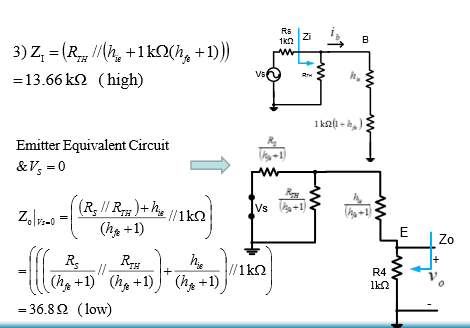 3) Z_I = (R_TH //(h_ie +1kΩ(h_fe +1)))
=13.66 kΩ (high)
Rs
1kΩ
Zi
i_b
B
Vs
R_TH
h_ie
1kΩ(1+h_fe)
Emitter Equivalent Circuit
& V_s = 0
Z_o|_Vs=0 = ((R_S // R_TH)+h_ie / (h_fe +1) //1kΩ)
= (((R_S / (h_fe +1) // R_TH / (h_fe +1)) + h_ie / (h_fe +1)) //1kΩ)
= 36.8 Ω (low)
R_S / (h_fe +1)
Vs
R_TH / (h_fe +1)
h_ie / (h_fe +1)
E
Zo
R4
1kΩ
+
v_o
-